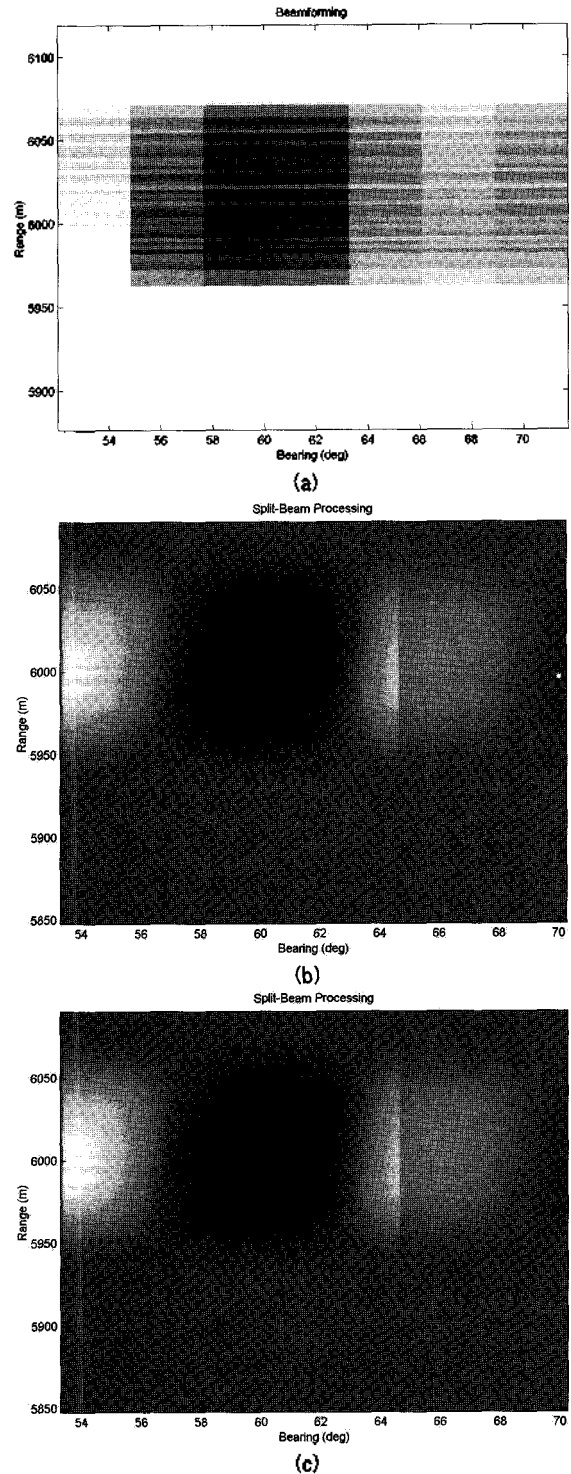 Beamforming
6100
6050
6000
5950
5900
Range (m)
54 56 58 60 62 64 66 68 70
Bearing (deg)
(a)
Split-Beam Processing
6050
6000
5950
5900
5850
Range (m)
54 56 58 60 62 64 66 68 70
Bearing (deg)
(b)
Split-Beam Processing
6050
6000
5950
5900
5850
Range (m)
54 56 58 60 62 64 66 68 70
Bearing (deg)
(c)